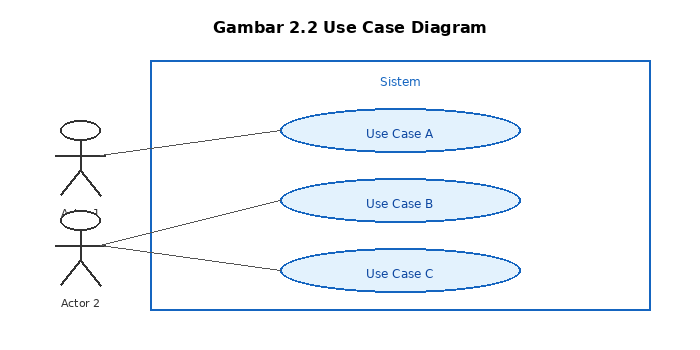 Gambar 2.2 Use Case Diagram
Sistem
Use Case A
Use Case B
Use Case C
Actor 2